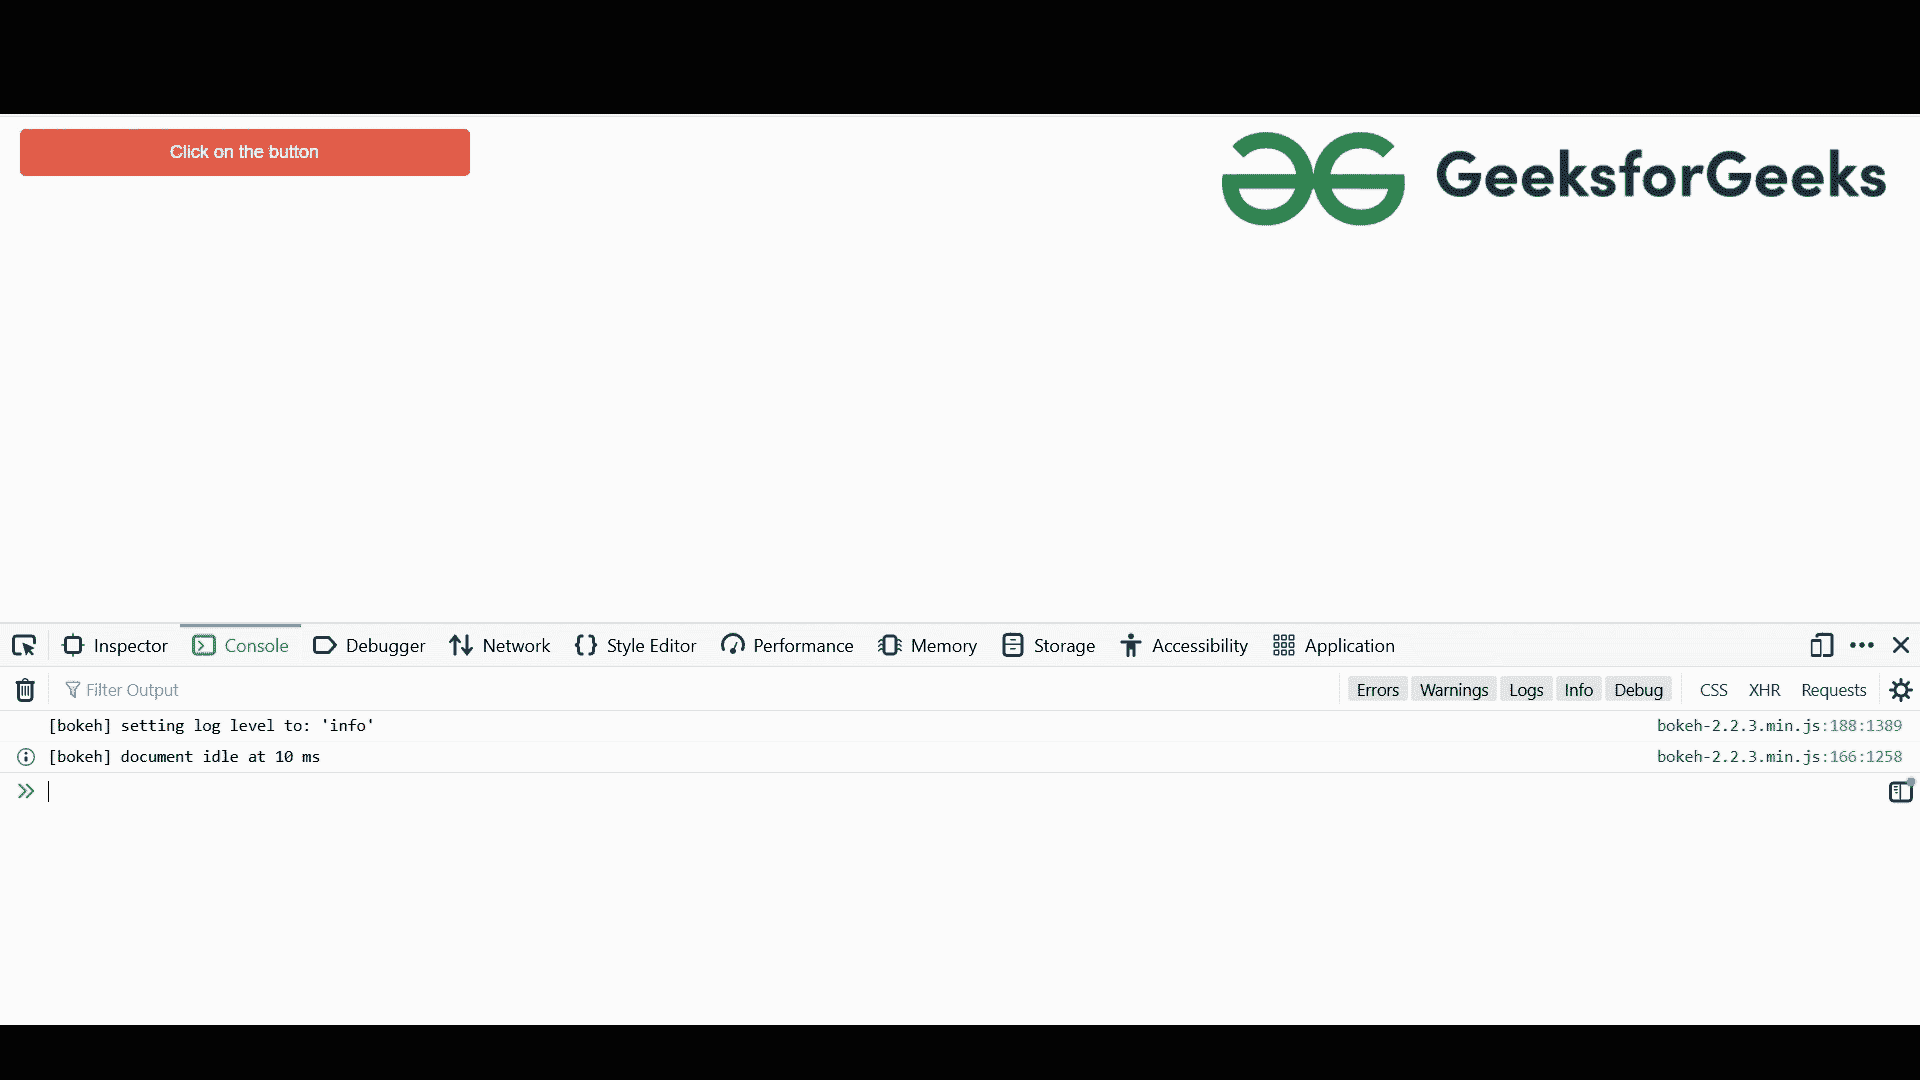 Click on the button
GeeksforGeeks
Inspector Console Debugger Network Style Editor Performance Memory Storage Accessibility Application
Filter Output Errors Warnings Logs Info Debug CSS XHR Requests
[bokeh] setting log level to: 'info' bokeh-2.2.3.min.js:188:1389
[bokeh] document idle at 10 ms bokeh-2.2.3.min.js:166:1258